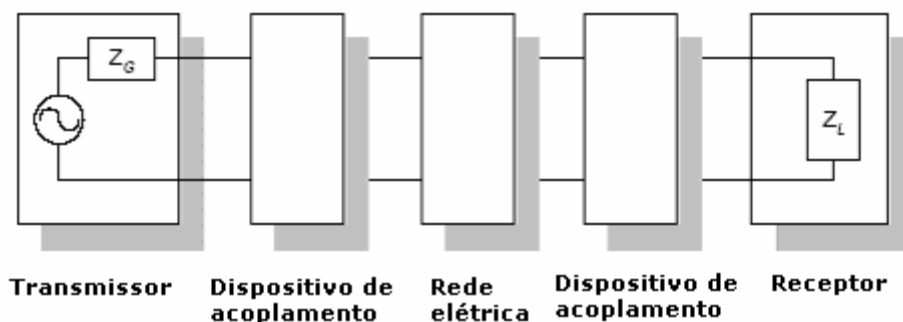 Z_G
Z_L
Transmissor
Dispositivo de
acoplamento
Rede
elétrica
Dispositivo de
acoplamento
Receptor